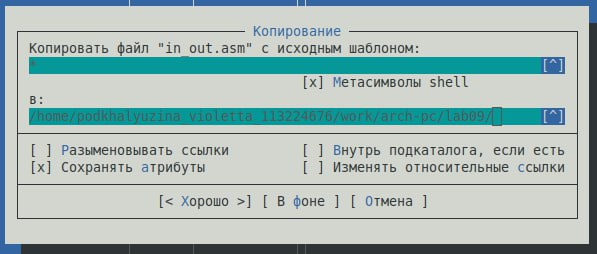 Копирование
Копировать файл "in_out.asm" с исходным шаблоном:
* [^]
[x] Метасимволы shell
в:
/home/podkhalyuzina_violetta_113224676/work/arch-pc/lab09/ [^]
[ ] Разыменовывать ссылки [ ] Внутрь подкаталога, если есть
[x] Сохранять атрибуты [ ] Изменять относительные ссылки
[< Хорошо >] [ В фоне ] [ Отмена ]